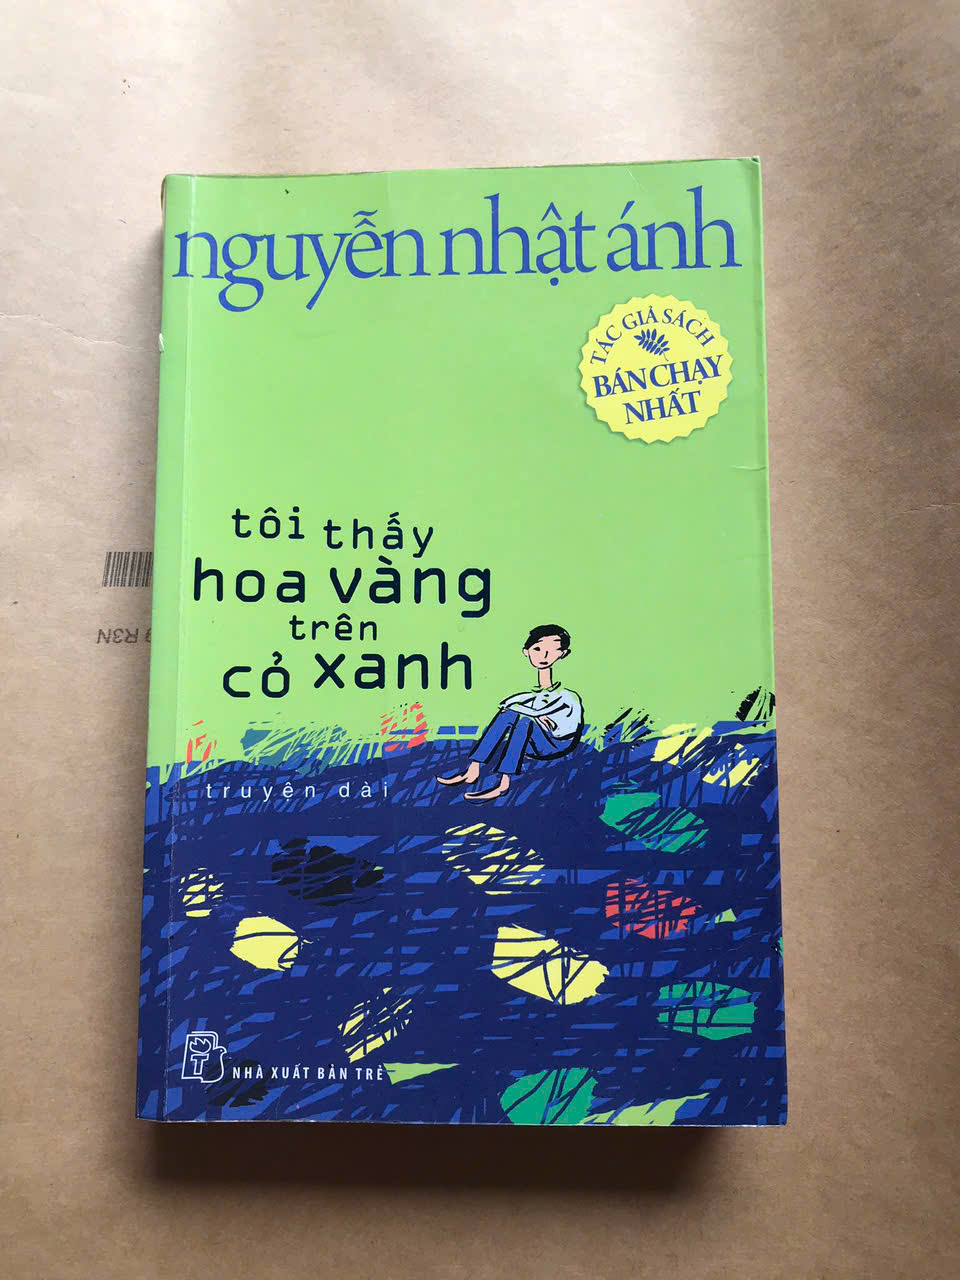 nguyễn nhật ánh
TÁC GIẢ SÁCH
BÁN CHẠY
NHẤT
tôi thấy
hoa vàng
trên
cỏ xanh
truyện dài
NHÀ XUẤT BẢN TRẺ
R3N